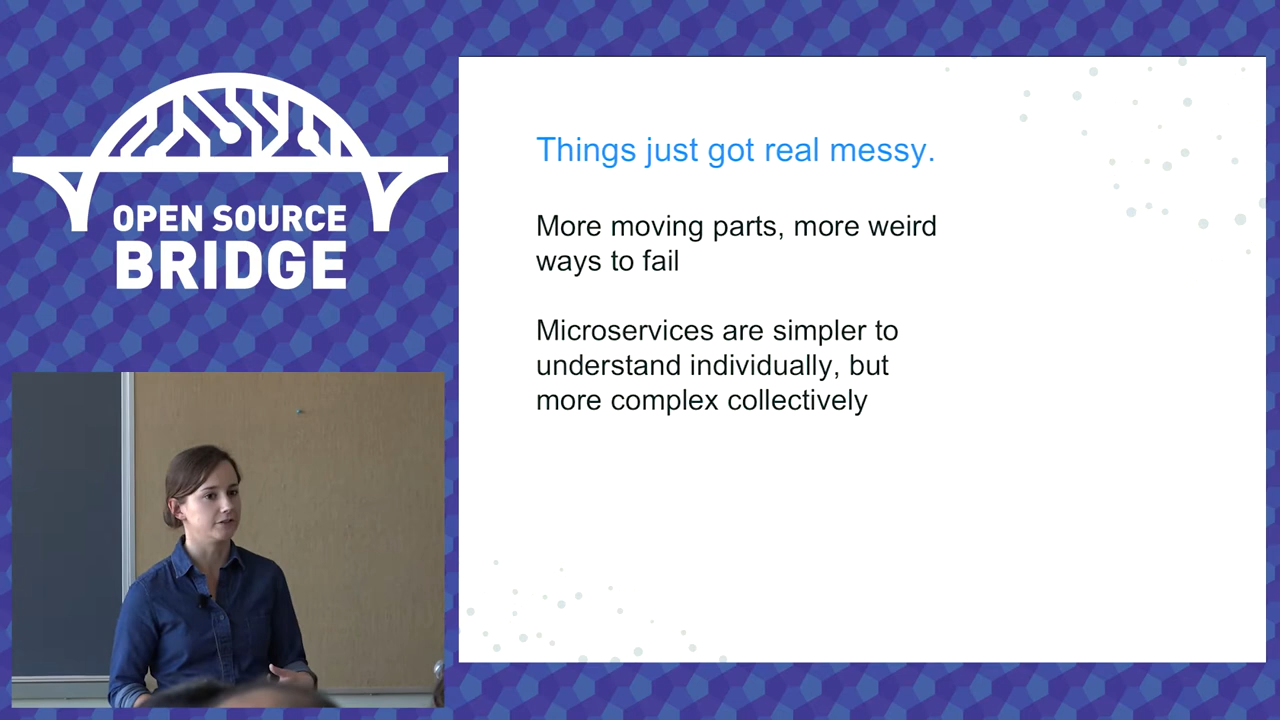 OPEN SOURCE
BRIDGE
Things just got real messy.
More moving parts, more weird
ways to fail
Microservices are simpler to
understand individually, but
more complex collectively